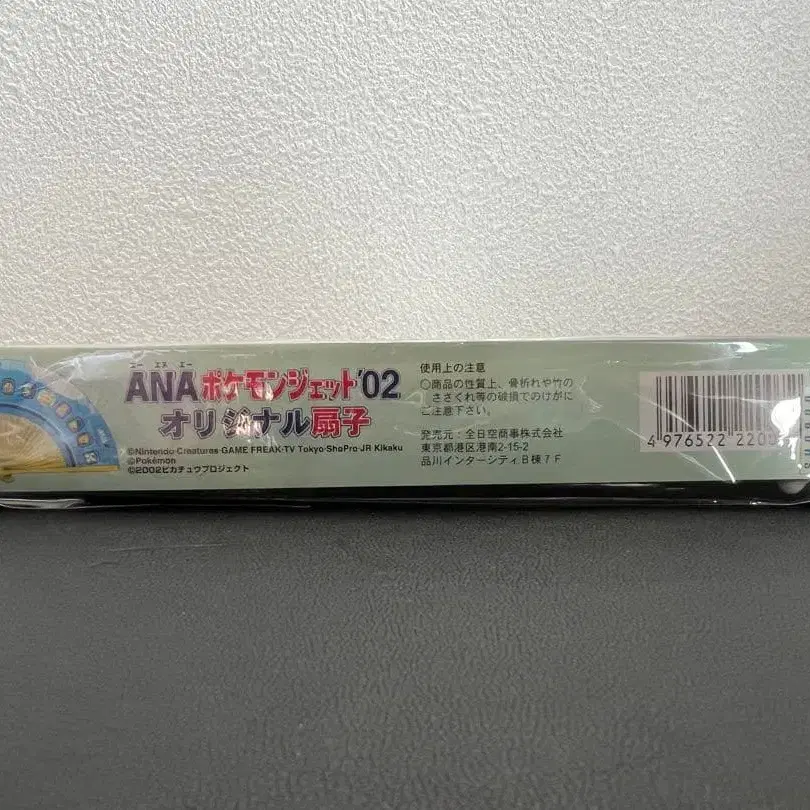 エー エヌ エー
ANAポケモンジェット'02
オリジナル扇子
©Nintendo・Creatures・GAME FREAK・TV Tokyo・ShoPro・JR Kikaku
©Pokémon
©2002ピカチュウプロジェクト
使用上の注意
○商品の性質上、骨折れや竹の
ささくれ等の破損でのけがに
ご注意下さい。
発売元：全日空商事株式会社
東京都港区港南2-15-2
品川インターシティB棟7F
4 976522 220